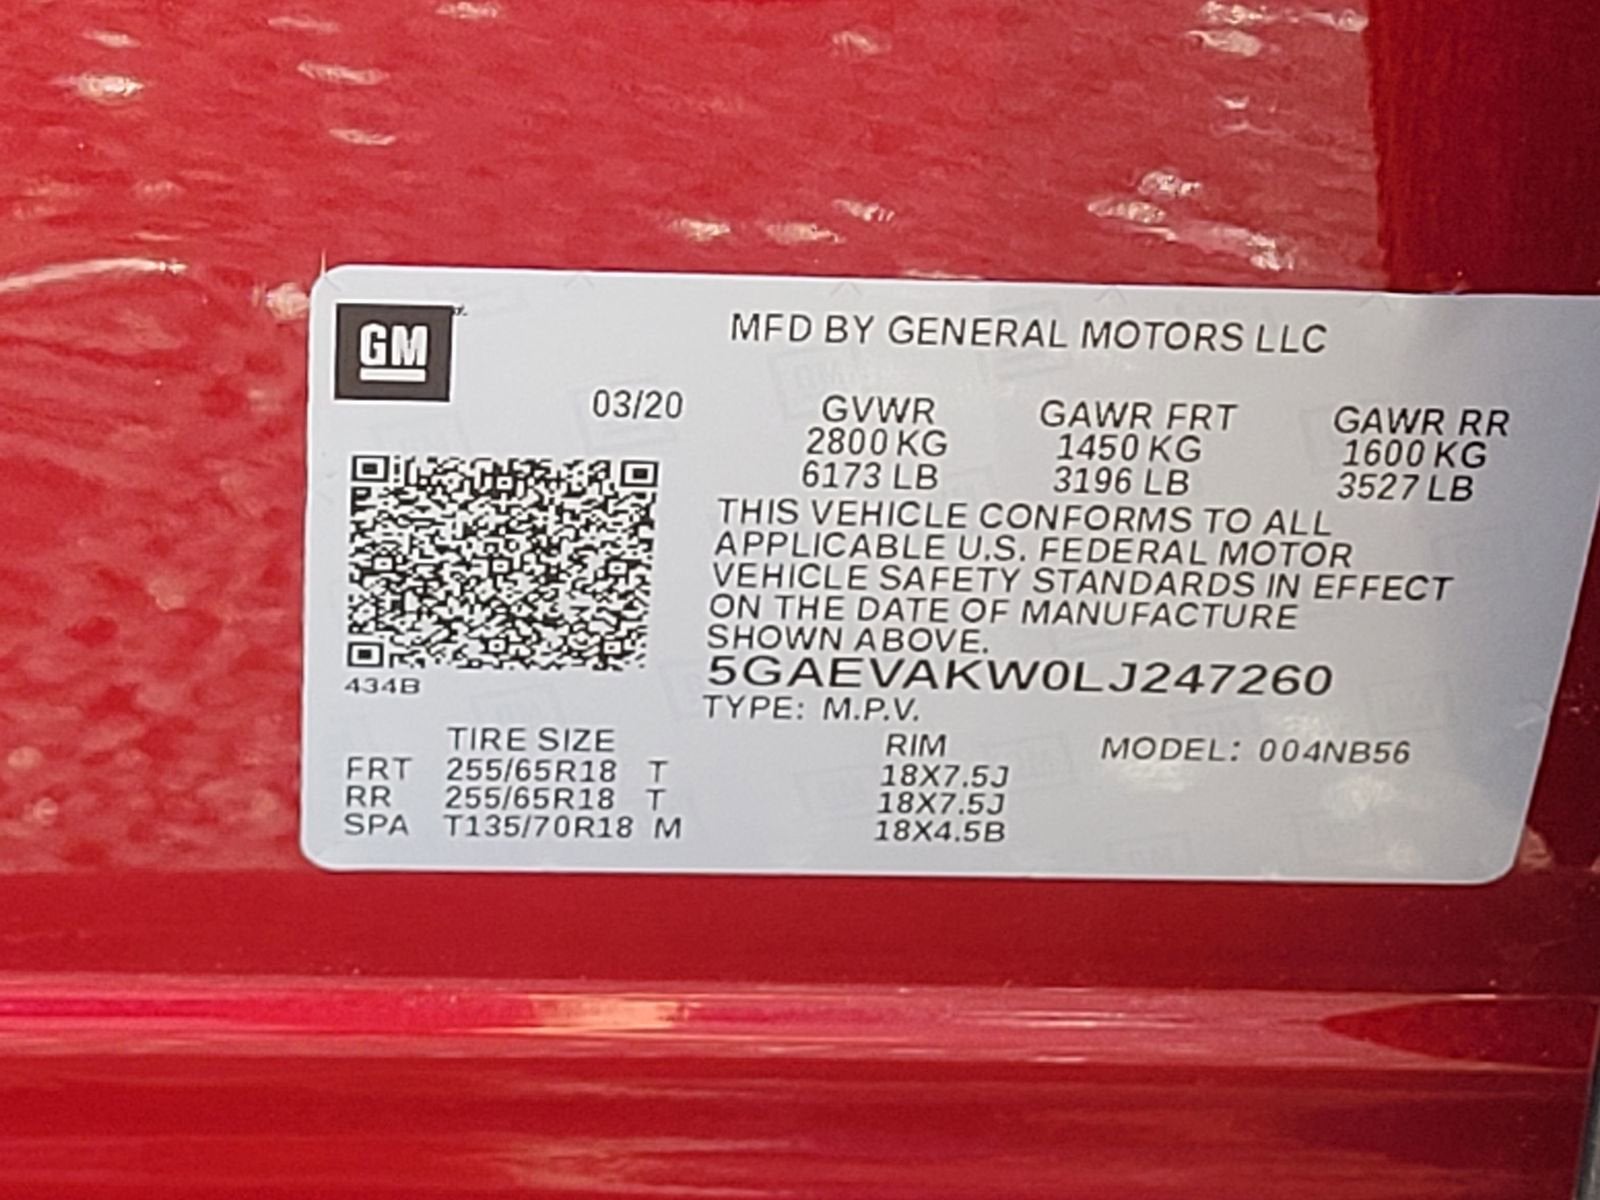 GM
MFD BY GENERAL MOTORS LLC
03/20
GVWR GAWR FRT GAWR RR
2800 KG 1450 KG 1600 KG
6173 LB 3196 LB 3527 LB
THIS VEHICLE CONFORMS TO ALL
APPLICABLE U.S. FEDERAL MOTOR
VEHICLE SAFETY STANDARDS IN EFFECT
ON THE DATE OF MANUFACTURE
SHOWN ABOVE.
5GAEVAKW0LJ247260
434B
TYPE: M.P.V.
TIRE SIZE RIM MODEL: 004NB56
FRT 255/65R18 T 18X7.5J
RR 255/65R18 T 18X7.5J
SPA T135/70R18 M 18X4.5B